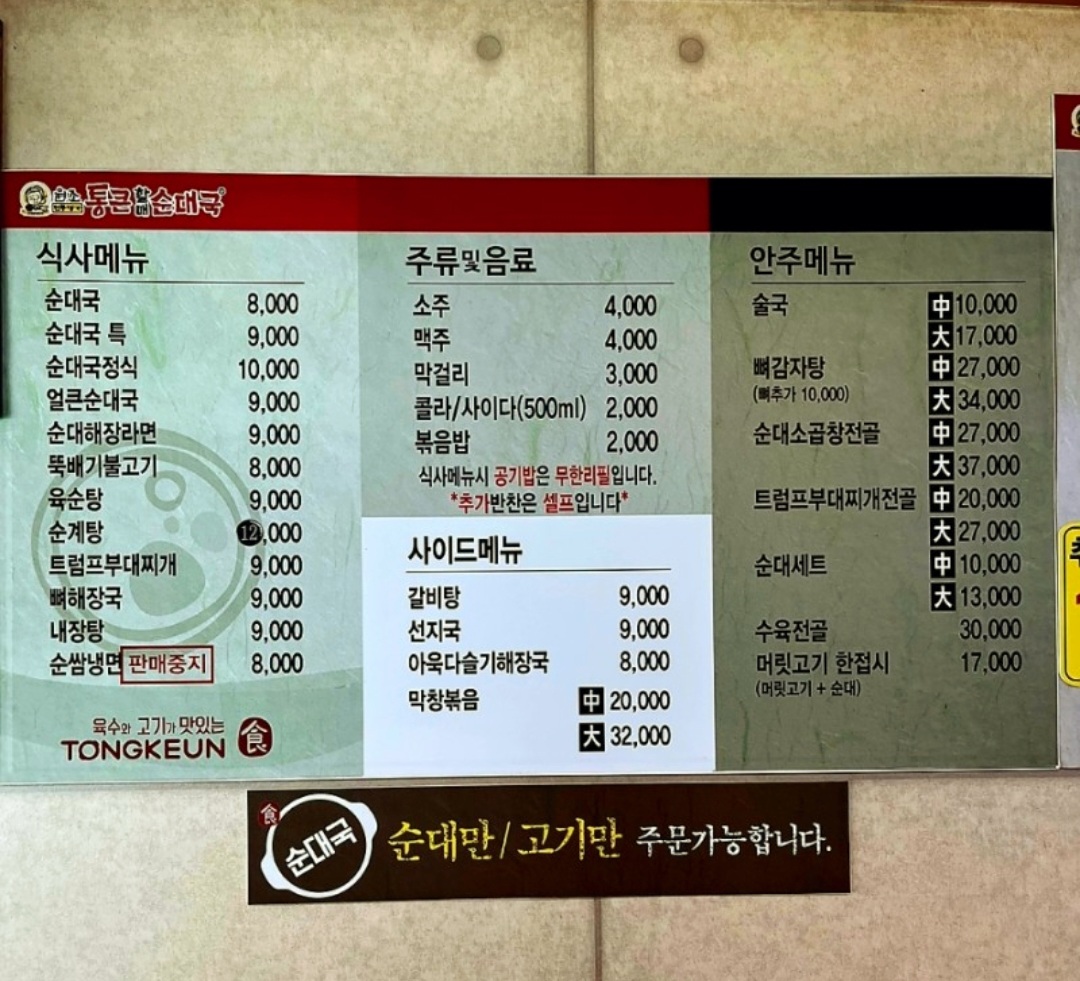 통큰할매순대국
식사메뉴
순대국 8,000
순대국 특 9,000
순대국정식 10,000
얼큰순대국 9,000
순대해장라면 9,000
뚝배기불고기 8,000
육순탕 9,000
순계탕 12,000
트럼프부대찌개 9,000
뼈해장국 9,000
내장탕 9,000
순쌈냉면 판매중지 8,000
육수와 고기가 맛있는
TONGKEUN 食
주류및음료
소주 4,000
맥주 4,000
막걸리 3,000
콜라/사이다(500ml) 2,000
볶음밥 2,000
식사메뉴시 공기밥은 무한리필입니다.
*추가반찬은 셀프입니다*
사이드메뉴
갈비탕 9,000
선지국 9,000
아욱다슬기해장국 8,000
막창볶음 中 20,000
大 32,000
안주메뉴
술국 中 10,000
大 17,000
뼈감자탕 中 27,000
(뼈추가 10,000) 大 34,000
순대소곱창전골 中 27,000
大 37,000
트럼프부대찌개전골 中 20,000
大 27,000
순대세트 中 10,000
大 13,000
수육전골 30,000
머릿고기 한접시 17,000
(머릿고기 + 순대)
食 순대국 순대만/고기만 주문가능합니다.